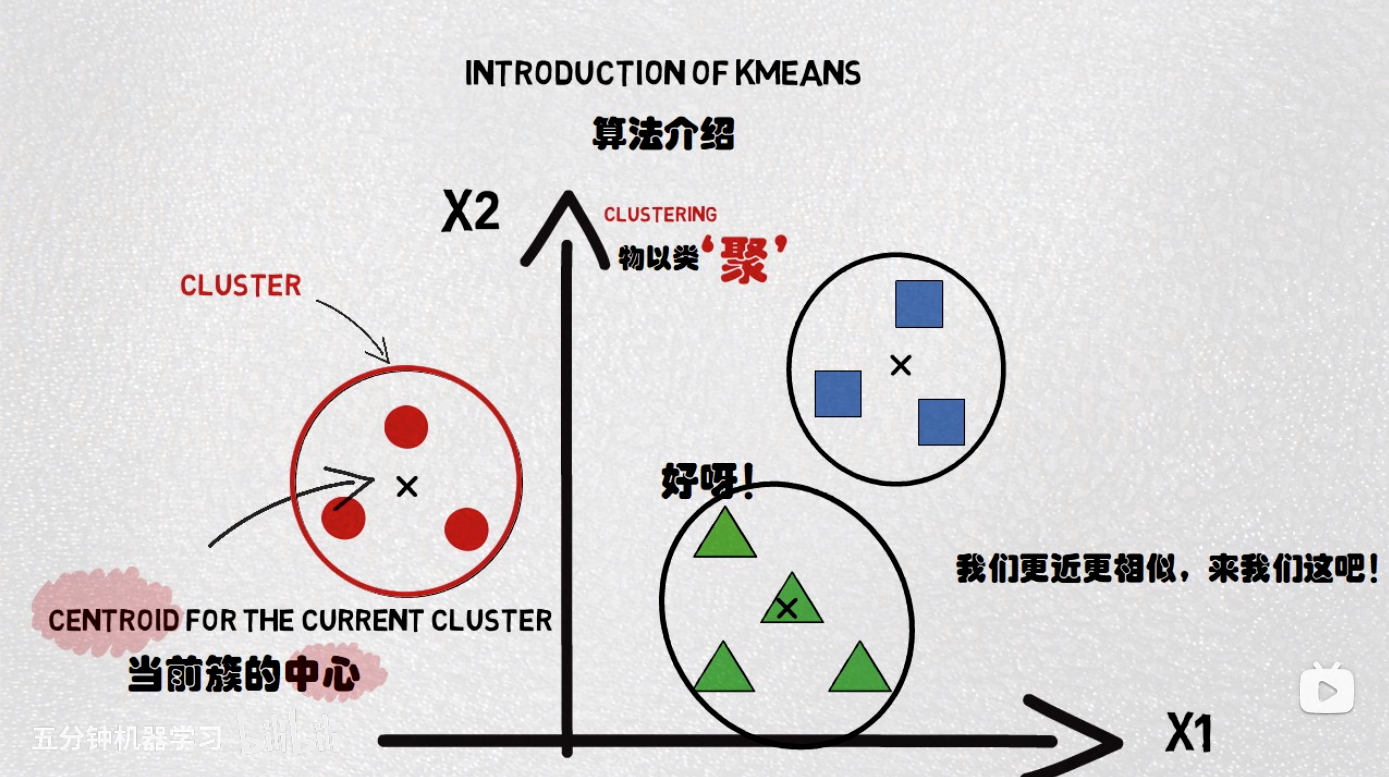 INTRODUCTION OF KMEANS
算法介绍
X2
CLUSTERING
物以类‘聚’
CLUSTER
好呀！
我们更近更相似，来我们这吧！
CENTROID FOR THE CURRENT CLUSTER
当前簇的中心
五分钟机器学习
X1